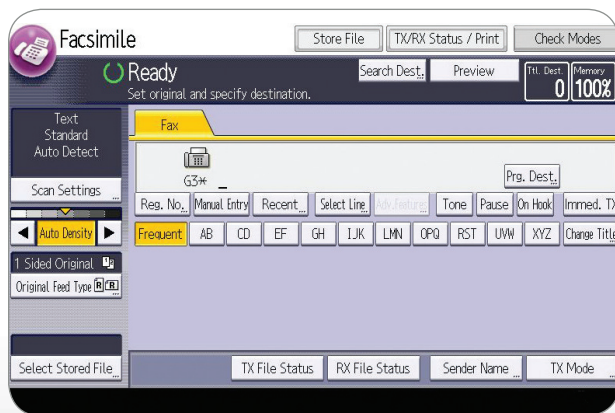 Facsimile
Store File TX/RX Status / Print Check Modes
Ready
Search Dest. Preview
Ttl. Dest. 0
Memory 100%
Set original and specify destination.
Text
Standard
Auto Detect
Fax
G3* _
Prg. Dest.
Scan Settings
Reg. No. Manual Entry Recent Select Line Adv.Features Tone Pause On Hook Immed. TX
Auto Density
Frequent AB CD EF GH IJK LMN OPQ RST UVW XYZ Change Title
1 Sided Original
Original Feed Type
Select Stored File TX File Status RX File Status Sender Name TX Mode